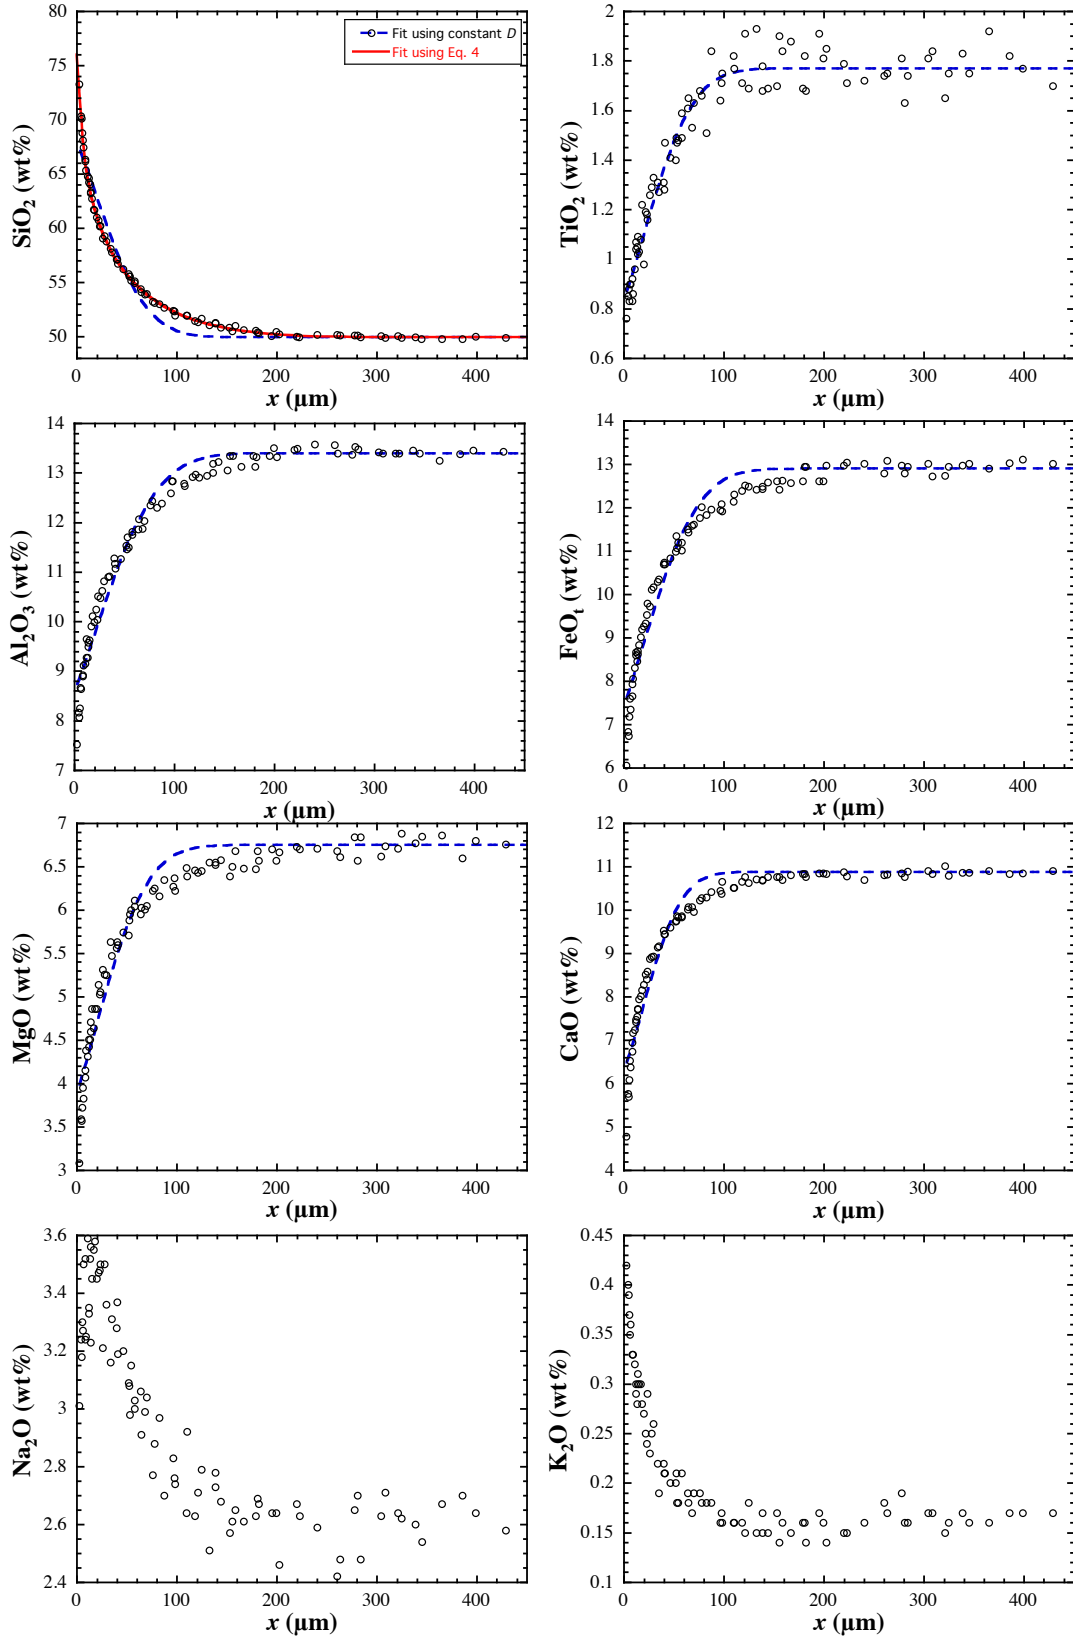 80
75
70
65
60
55
50
SiO2 (wt%)
Fit using constant D
Fit using Eq. 4
0 100 200 300 400
x (μm)
2
1.8
1.6
1.4
1.2
1
0.8
0.6
TiO2 (wt%)
0 100 200 300 400
x (μm)
14
13
12
11
10
9
8
7
Al2O3 (wt%)
0 100 200 300 400
x (μm)
14
13
12
11
10
9
8
7
6
FeOt (wt%)
0 100 200 300 400
x (μm)
7
6.5
6
5.5
5
4.5
4
3.5
3
MgO (wt%)
0 100 200 300 400
x (μm)
12
11
10
9
8
7
6
5
4
CaO (wt%)
0 100 200 300 400
x (μm)
3.6
3.4
3.2
3
2.8
2.6
2.4
Na2O (wt%)
0 100 200 300 400
x (μm)
0.45
0.4
0.35
0.3
0.25
0.2
0.15
0.1
K2O (wt%)
0 100 200 300 400
x (μm)